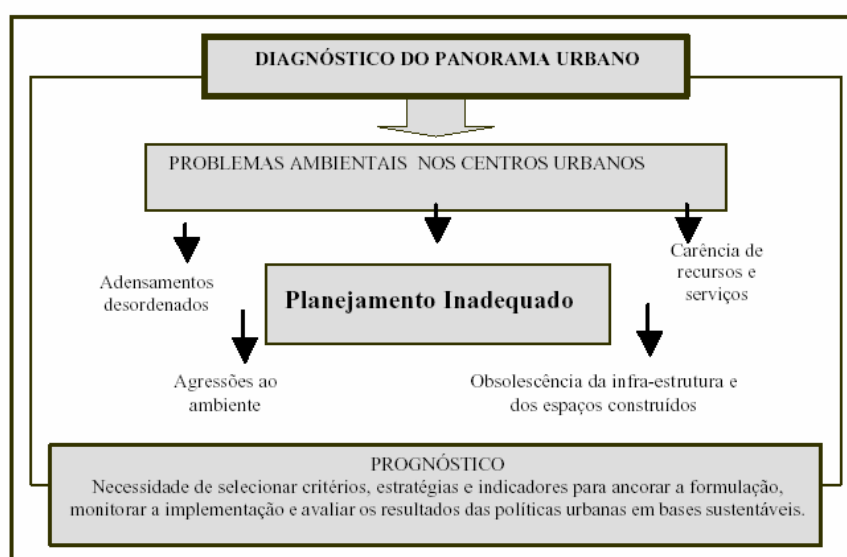 DIAGNÓSTICO DO PANORAMA URBANO
PROBLEMAS AMBIENTAIS NOS CENTROS URBANOS
Adensamentos
desordenados
Planejamento Inadequado
Carência de
recursos e
serviços
Agressões ao
ambiente
Obsolescência da infra-estrutura e
dos espaços construídos
PROGNÓSTICO
Necessidade de selecionar critérios, estratégias e indicadores para ancorar a formulação,
monitorar a implementação e avaliar os resultados das políticas urbanas em bases sustentáveis.